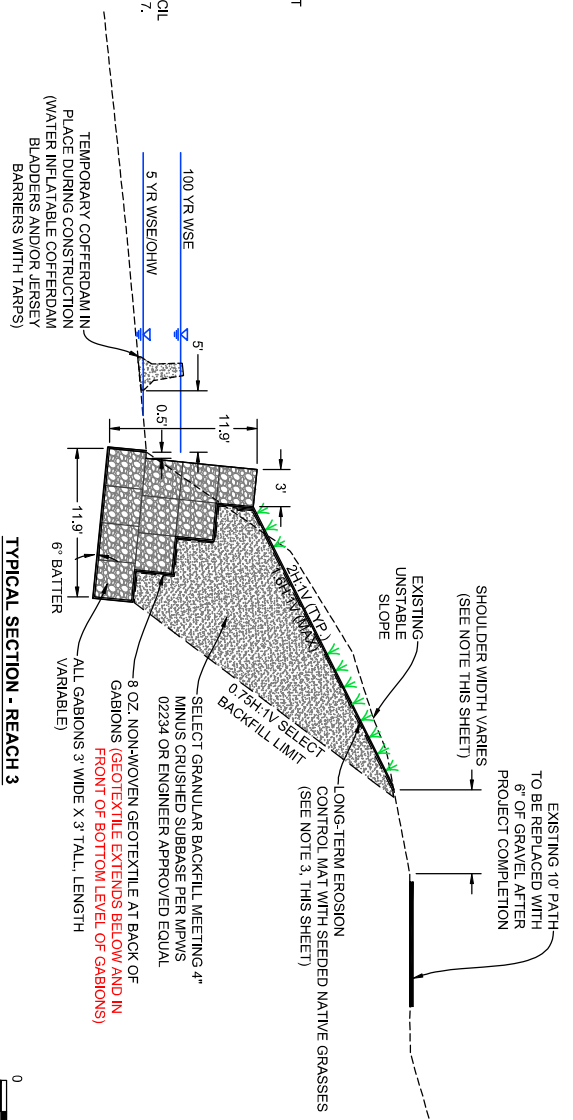 T
CIL
7.
EXISTING 10' PATH
TO BE REPLACED WITH
6" OF GRAVEL AFTER
PROJECT COMPLETION
SHOULDER WIDTH VARIES
(SEE NOTE THIS SHEET)
EXISTING
UNSTABLE
SLOPE
100 YR WSE
5 YR WSE/OHW
5'
0.5'
11.9'
3'
2H:1V (TYP.)
(MAX)
TEMPORARY COFFERDAM IN
PLACE DURING CONSTRUCTION
(WATER INFLATABLE COFFERDAM
BLADDERS AND/OR JERSEY
BARRIERS WITH TARPS)
LONG-TERM EROSION
CONTROL MAT WITH SEEDED NATIVE GRASSES
(SEE NOTE 3, THIS SHEET)
0.75H:1V SELECT
BACKFILL LIMIT
SELECT GRANULAR BACKFILL MEETING 4"
MINUS CRUSHED SUBBASE PER MPWS
02234 OR ENGINEER APPROVED EQUAL
8 OZ. NON-WOVEN GEOTEXTILE AT BACK OF
GABIONS (GEOTEXTILE EXTENDS BELOW AND IN
FRONT OF BOTTOM LEVEL OF GABIONS)
11.9'
6° BATTER
ALL GABIONS 3' WIDE X 3' TALL, LENGTH
VARIABLE)
TYPICAL SECTION - REACH 3
0